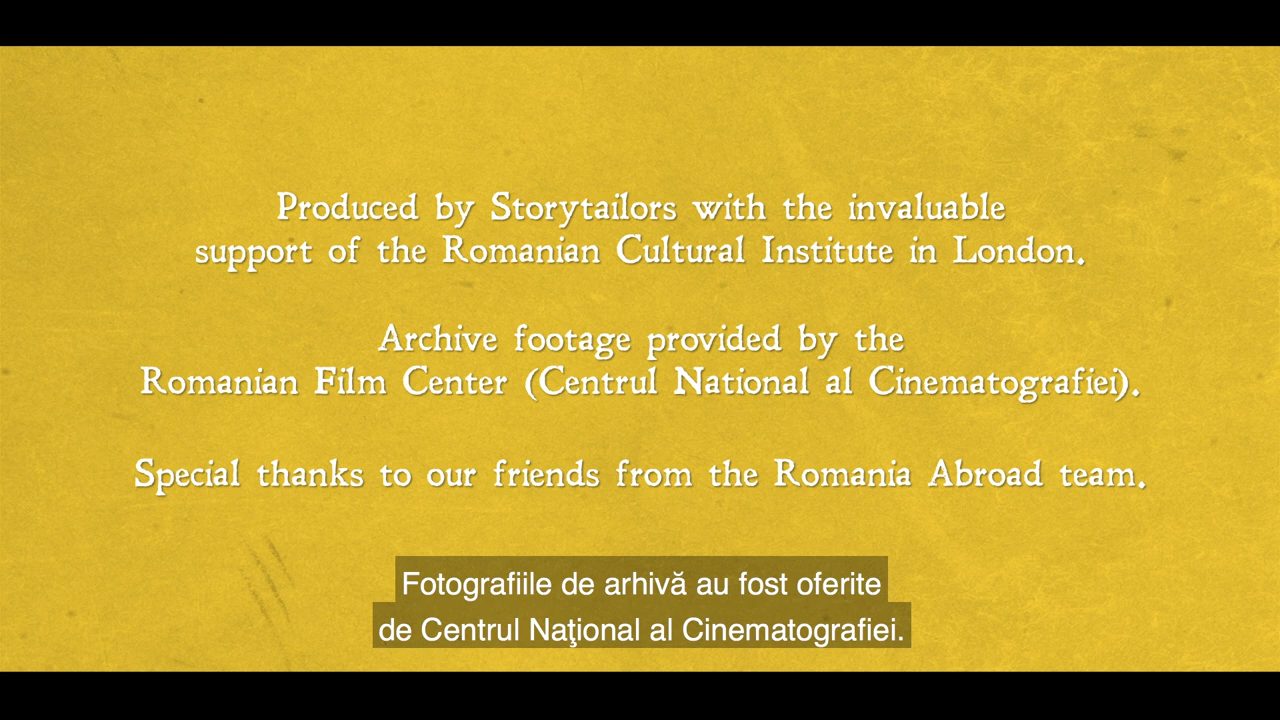 Produced by Storytailors with the invaluable
support of the Romanian Cultural Institute in London.
Archive footage provided by the
Romanian Film Center (Centrul National al Cinematografiei).
Special thanks to our friends from the Romania Abroad team.
Fotografiile de arhivă au fost oferite
de Centrul Naţional al Cinematografiei.